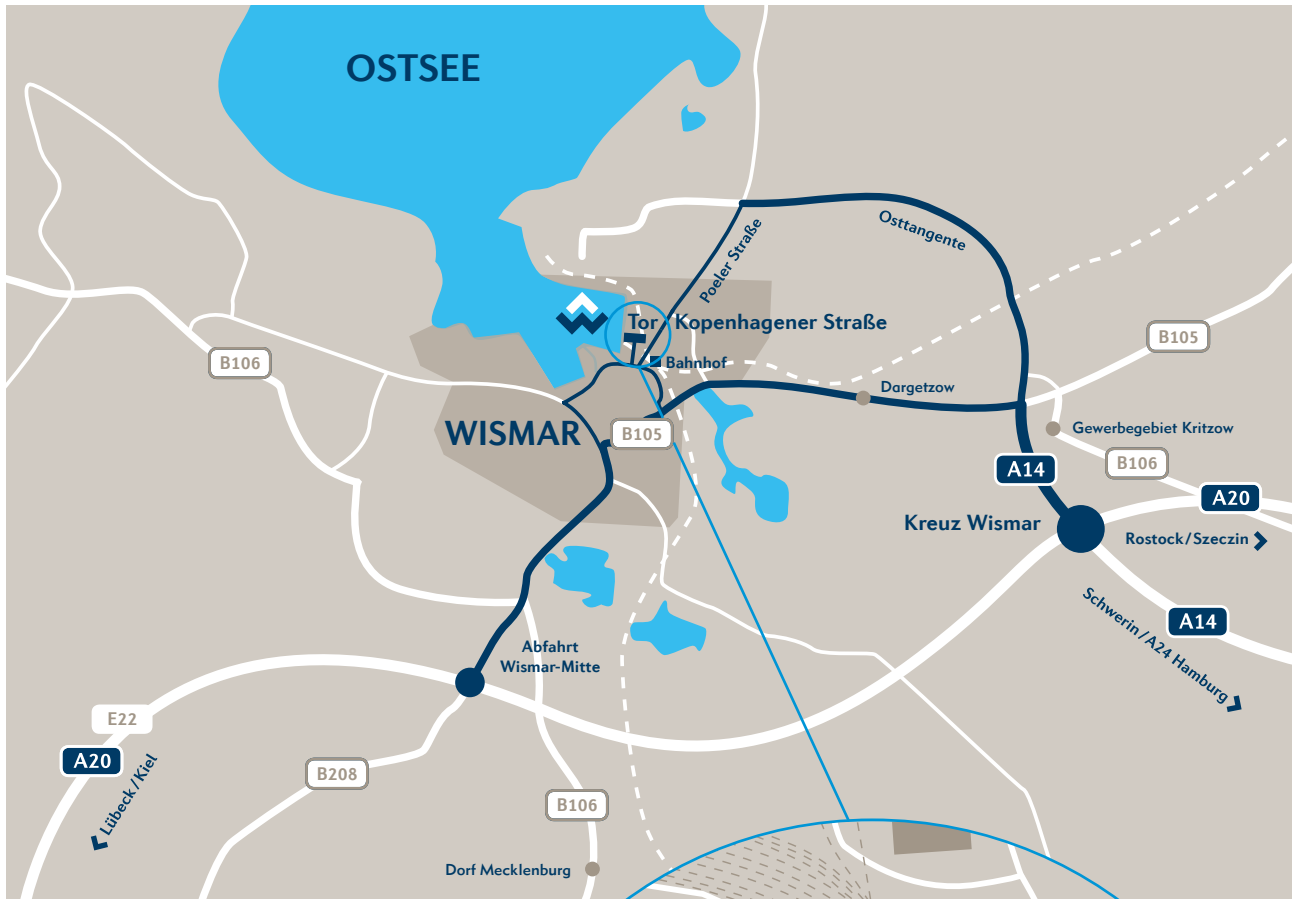 OSTSEE
Osttangente
Poeler Straße
Tor Kopenhagener Straße
B105
B106
Bahnhof
Dargetzow
WISMAR
B105
Gewerbegebiet Kritzow
B106
A14
A20
Kreuz Wismar
Rostock/Szeczin
Schwerin/A24 Hamburg
A14
Abfahrt
Wismar-Mitte
E22
A20
Lübeck/Kiel
B208
B106
Dorf Mecklenburg